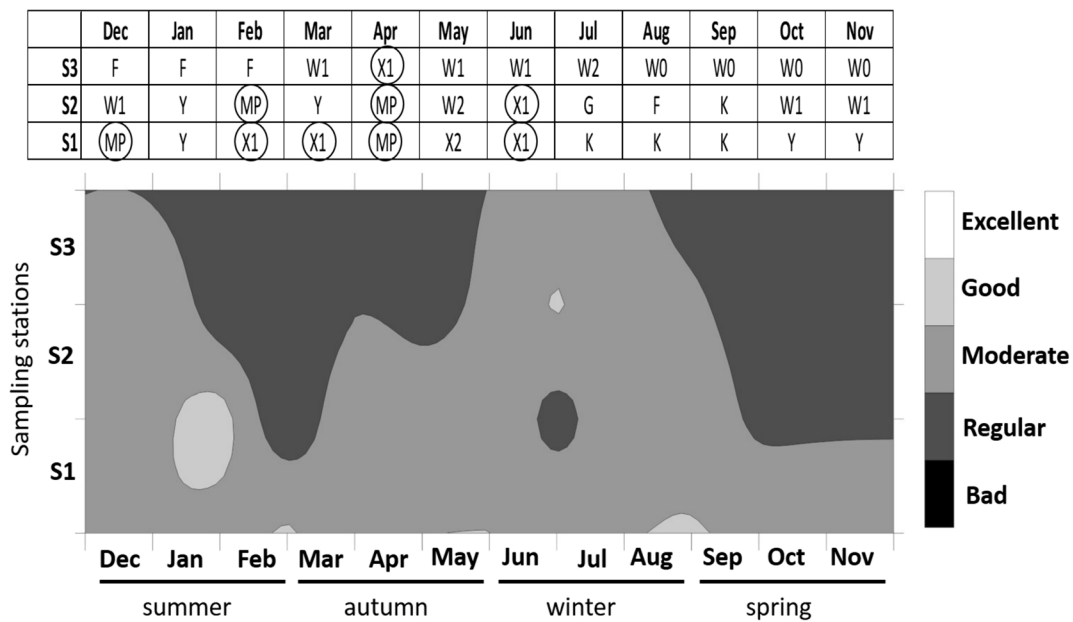 Dec Jan Feb Mar Apr May Jun Jul Aug Sep Oct Nov
S3 F F F W1 X1 W1 W1 W2 W0 W0 W0 W0
S2 W1 Y MP Y MP W2 X1 G F K W1 W1
S1 MP Y X1 X1 MP X2 X1 K K K Y Y
Sampling stations
S3
S2
S1
Excellent
Good
Moderate
Regular
Bad
Dec Jan Feb Mar Apr May Jun Jul Aug Sep Oct Nov
summer autumn winter spring